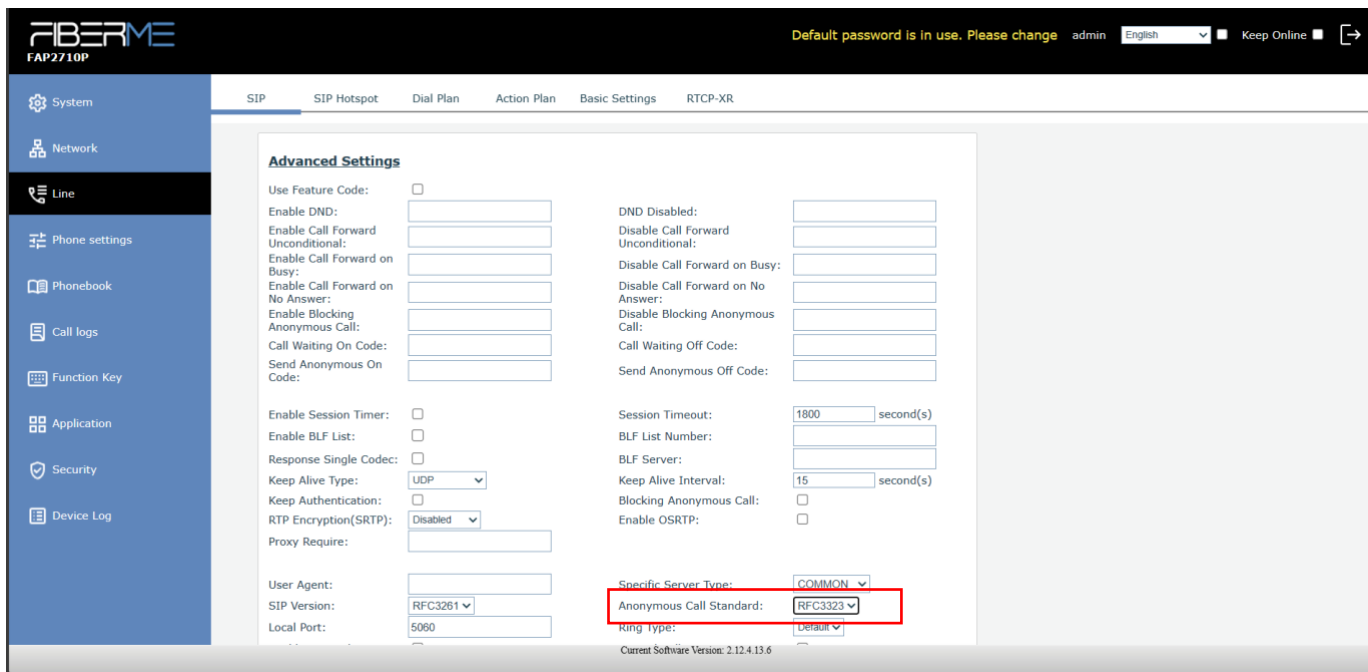 FIBERME
FAP2710P
Default password is in use. Please change admin English Keep Online
System
Network
Line
Phone settings
Phonebook
Call logs
Function Key
Application
Security
Device Log
SIP SIP Hotspot Dial Plan Action Plan Basic Settings RTCP-XR
Advanced Settings
Use Feature Code:
Enable DND: DND Disabled:
Enable Call Forward Unconditional: Disable Call Forward Unconditional:
Enable Call Forward on Busy: Disable Call Forward on Busy:
Enable Call Forward on No Answer: Disable Call Forward on No Answer:
Enable Blocking Anonymous Call: Disable Blocking Anonymous Call:
Call Waiting On Code: Call Waiting Off Code:
Send Anonymous On Code: Send Anonymous Off Code:
Enable Session Timer: Session Timeout: 1800 second(s)
Enable BLF List: BLF List Number:
Response Single Codec: BLF Server:
Keep Alive Type: UDP Keep Alive Interval: 15 second(s)
Keep Authentication: Blocking Anonymous Call:
RTP Encryption(SRTP): Disabled Enable OSRTP:
Proxy Require:
User Agent: Specific Server Type: COMMON
SIP Version: RFC3261 Anonymous Call Standard: RFC3323
Local Port: 5060 Ring Type: Default
Current Software Version: 2.12.4.13.6